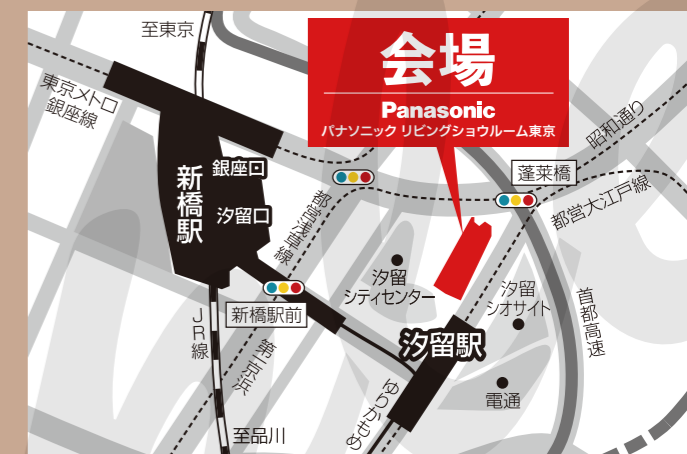 至東京
会場
Panasonic
パナソニック リビングショウルーム東京
東京メトロ
銀座線
昭和通り
蓬莱橋
銀座口
新橋駅
汐留口
都営浅草線
都営大江戸線
汐留
シティセンター
汐留
シオサイト
新橋駅前
首都高速
JR線
汐留駅
第一京浜
ゆりかもめ
電通
至品川